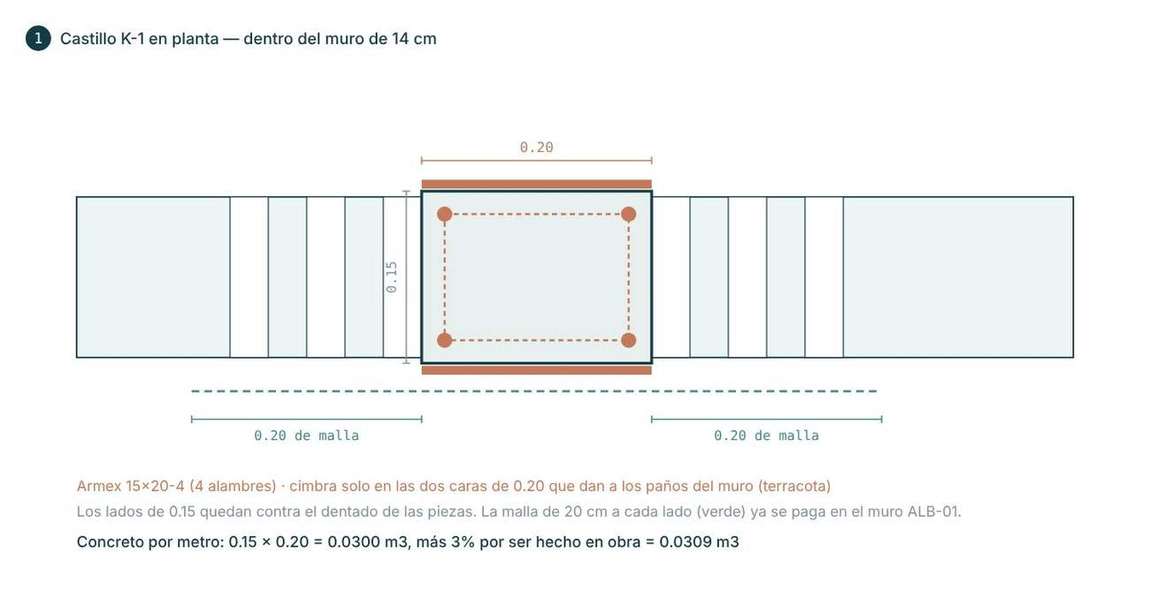 1 Castillo K-1 en planta — dentro del muro de 14 cm
0.20
0.15
0.20 de malla
0.20 de malla
Armex 15×20-4 (4 alambres) · cimbra solo en las dos caras de 0.20 que dan a los paños del muro (terracota)
Los lados de 0.15 quedan contra el dentado de las piezas. La malla de 20 cm a cada lado (verde) ya se paga en el muro ALB-01.
Concreto por metro: 0.15 × 0.20 = 0.0300 m3, más 3% por ser hecho en obra = 0.0309 m3